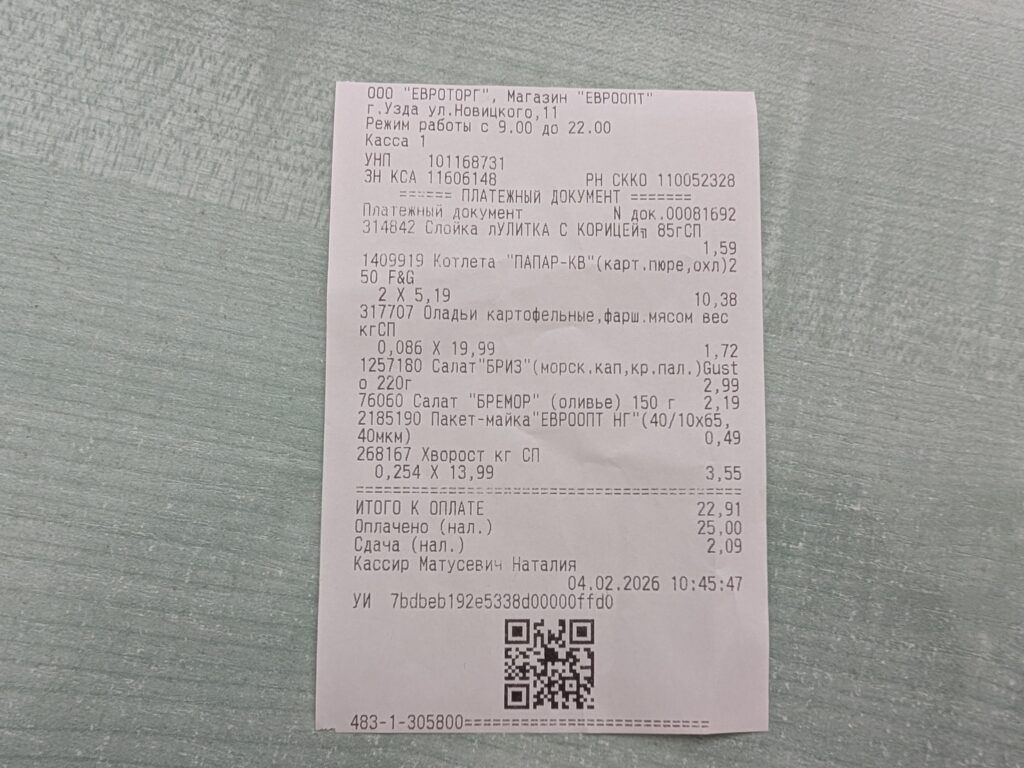 ООО "ЕВРОТОРГ", Магазин "ЕВРООПТ"
г.Узда ул.Новицкого,11
Режим работы с 9.00 до 22.00
Касса 1
УНП 101168731
ЗН КСА 11606148 РН СККО 110052328
====== ПЛАТЕЖНЫЙ ДОКУМЕНТ =======
Платежный документ N док.00081692
314842 Слойка лУЛИТКА С КОРИЦЕЙ╖ 85гСП
1,59
1409919 Котлета "ПАПАР-КВ"(карт.пюре,охл)2
50 F&G
2 X 5,19 10,38
317707 Оладьи картофельные,фарш.мясом вес
кгСП
0,086 X 19,99 1,72
1257180 Салат"БРИЗ"(морск.кап,кр.пал.)Gust
o 220г 2,99
76060 Салат "БРЕМОР" (оливье) 150 г 2,19
2185190 Пакет-майка"ЕВРООПТ НГ"(40/10х65,
40мкм) 0,49
268167 Хворост кг СП
0,254 X 13,99 3,55
==========================================
ИТОГО К ОПЛАТЕ 22,91
Оплачено (нал.) 25,00
Сдача (нал.) 2,09
Кассир Матусевич Наталия
04.02.2026 10:45:47
УИ 7bdbeb192e5338d00000ffd0
483-1-305800===========================